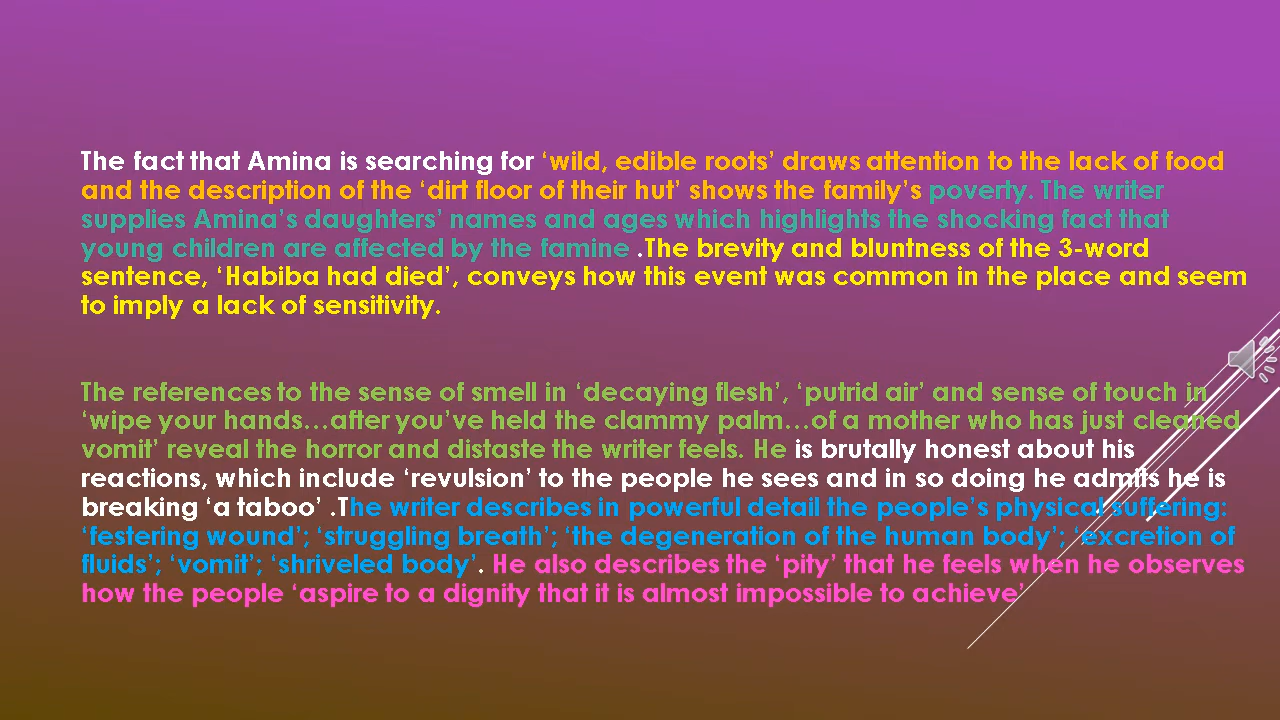 The fact that Amina is searching for ‘wild, edible roots’ draws attention to the lack of food
and the description of the ‘dirt floor of their hut’ shows the family’s poverty. The writer
supplies Amina’s daughters’ names and ages which highlights the shocking fact that
young children are affected by the famine .The brevity and bluntness of the 3-word
sentence, ‘Habiba had died’, conveys how this event was common in the place and seem
to imply a lack of sensitivity.
The references to the sense of smell in ‘decaying flesh’, ‘putrid air’ and sense of touch in
‘wipe your hands…after you’ve held the clammy palm…of a mother who has just cleaned
vomit’ reveal the horror and distaste the writer feels. He is brutally honest about his
reactions, which include ‘revulsion’ to the people he sees and in so doing he admits he is
breaking ‘a taboo’ .The writer describes in powerful detail the people’s physical suffering:
‘festering wound’; ‘struggling breath’; ‘the degeneration of the human body’; ‘excretion of
fluids’; ‘vomit’; ‘shriveled body’. He also describes the ‘pity’ that he feels when he observes
how the people ‘aspire to a dignity that it is almost impossible to achieve’